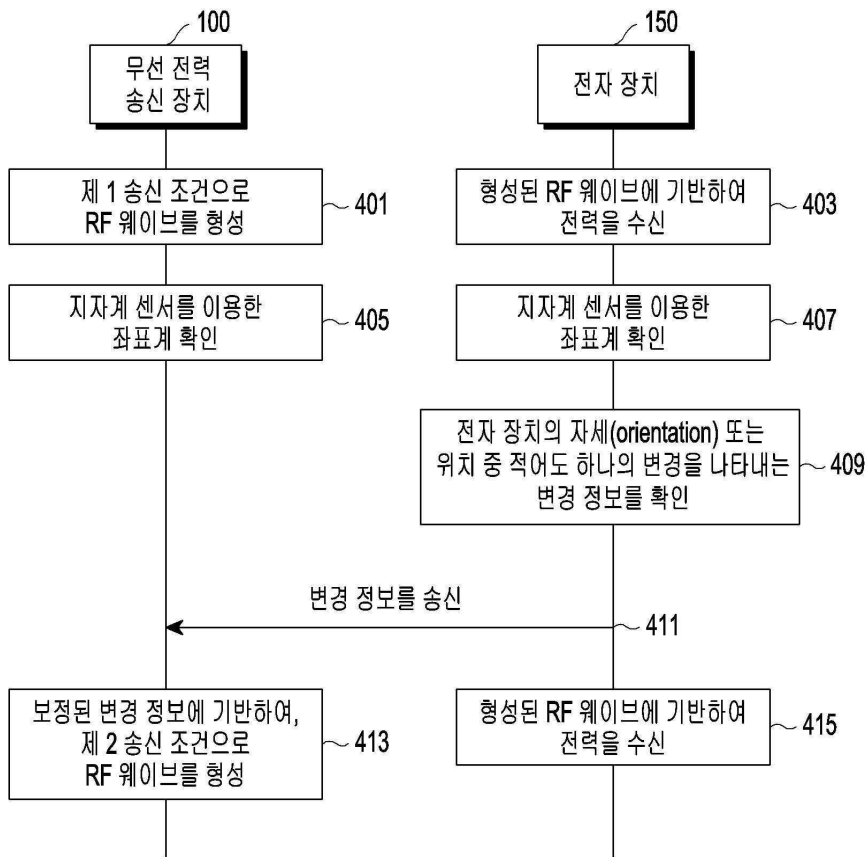 100
150
무선 전력
송신 장치
전자 장치
제 1 송신 조건으로
RF 웨이브를 형성
401
형성된 RF 웨이브에 기반하여
전력을 수신
403
지자계 센서를 이용한
좌표계 확인
405
지자계 센서를 이용한
좌표계 확인
407
전자 장치의 자세(orientation) 또는
위치 중 적어도 하나의 변경을 나타내는
변경 정보를 확인
409
변경 정보를 송신
411
보정된 변경 정보에 기반하여,
제 2 송신 조건으로
RF 웨이브를 형성
413
형성된 RF 웨이브에 기반하여
전력을 수신
415